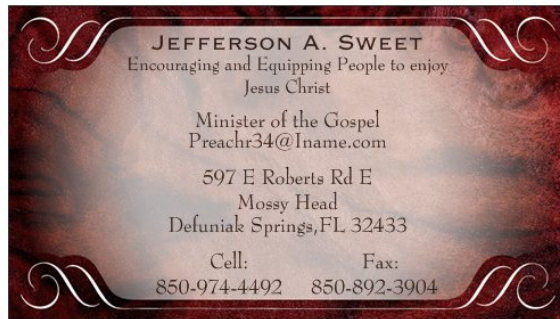 Jefferson A. Sweet
Encouraging and Equipping People to enjoy
Jesus Christ
Minister of the Gospel
Preachr34@Iname.com
597 E Roberts Rd E
Mossy Head
Defuniak Springs,FL 32433
Cell: Fax:
850-974-4492 850-892-3904